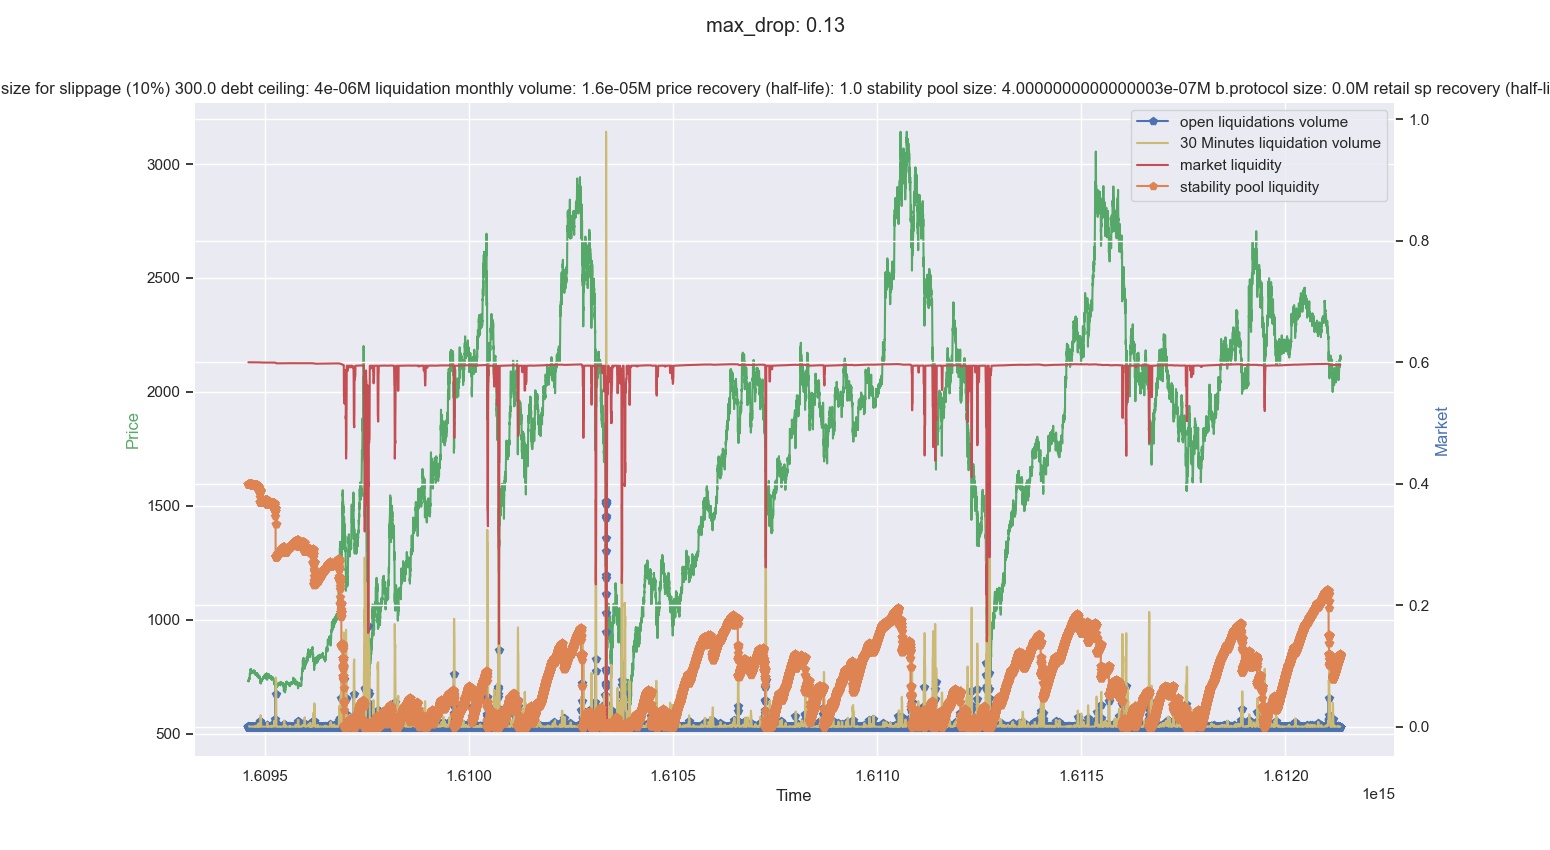 max_drop: 0.13
size for slippage (10%) 300.0 debt ceiling: 4e-06M liquidation monthly volume: 1.6e-05M price recovery (half-life): 1.0 stability pool size: 4.0000000000000003e-07M b.protocol size: 0.0M retail sp recovery (half-li
open liquidations volume
30 Minutes liquidation volume
market liquidity
stability pool liquidity
3000
2500
2000
1500
1000
500
Price
1.0
0.8
0.6
0.4
0.2
0.0
Market
1.6095 1.6100 1.6105 1.6110 1.6115 1.6120
1e15
Time